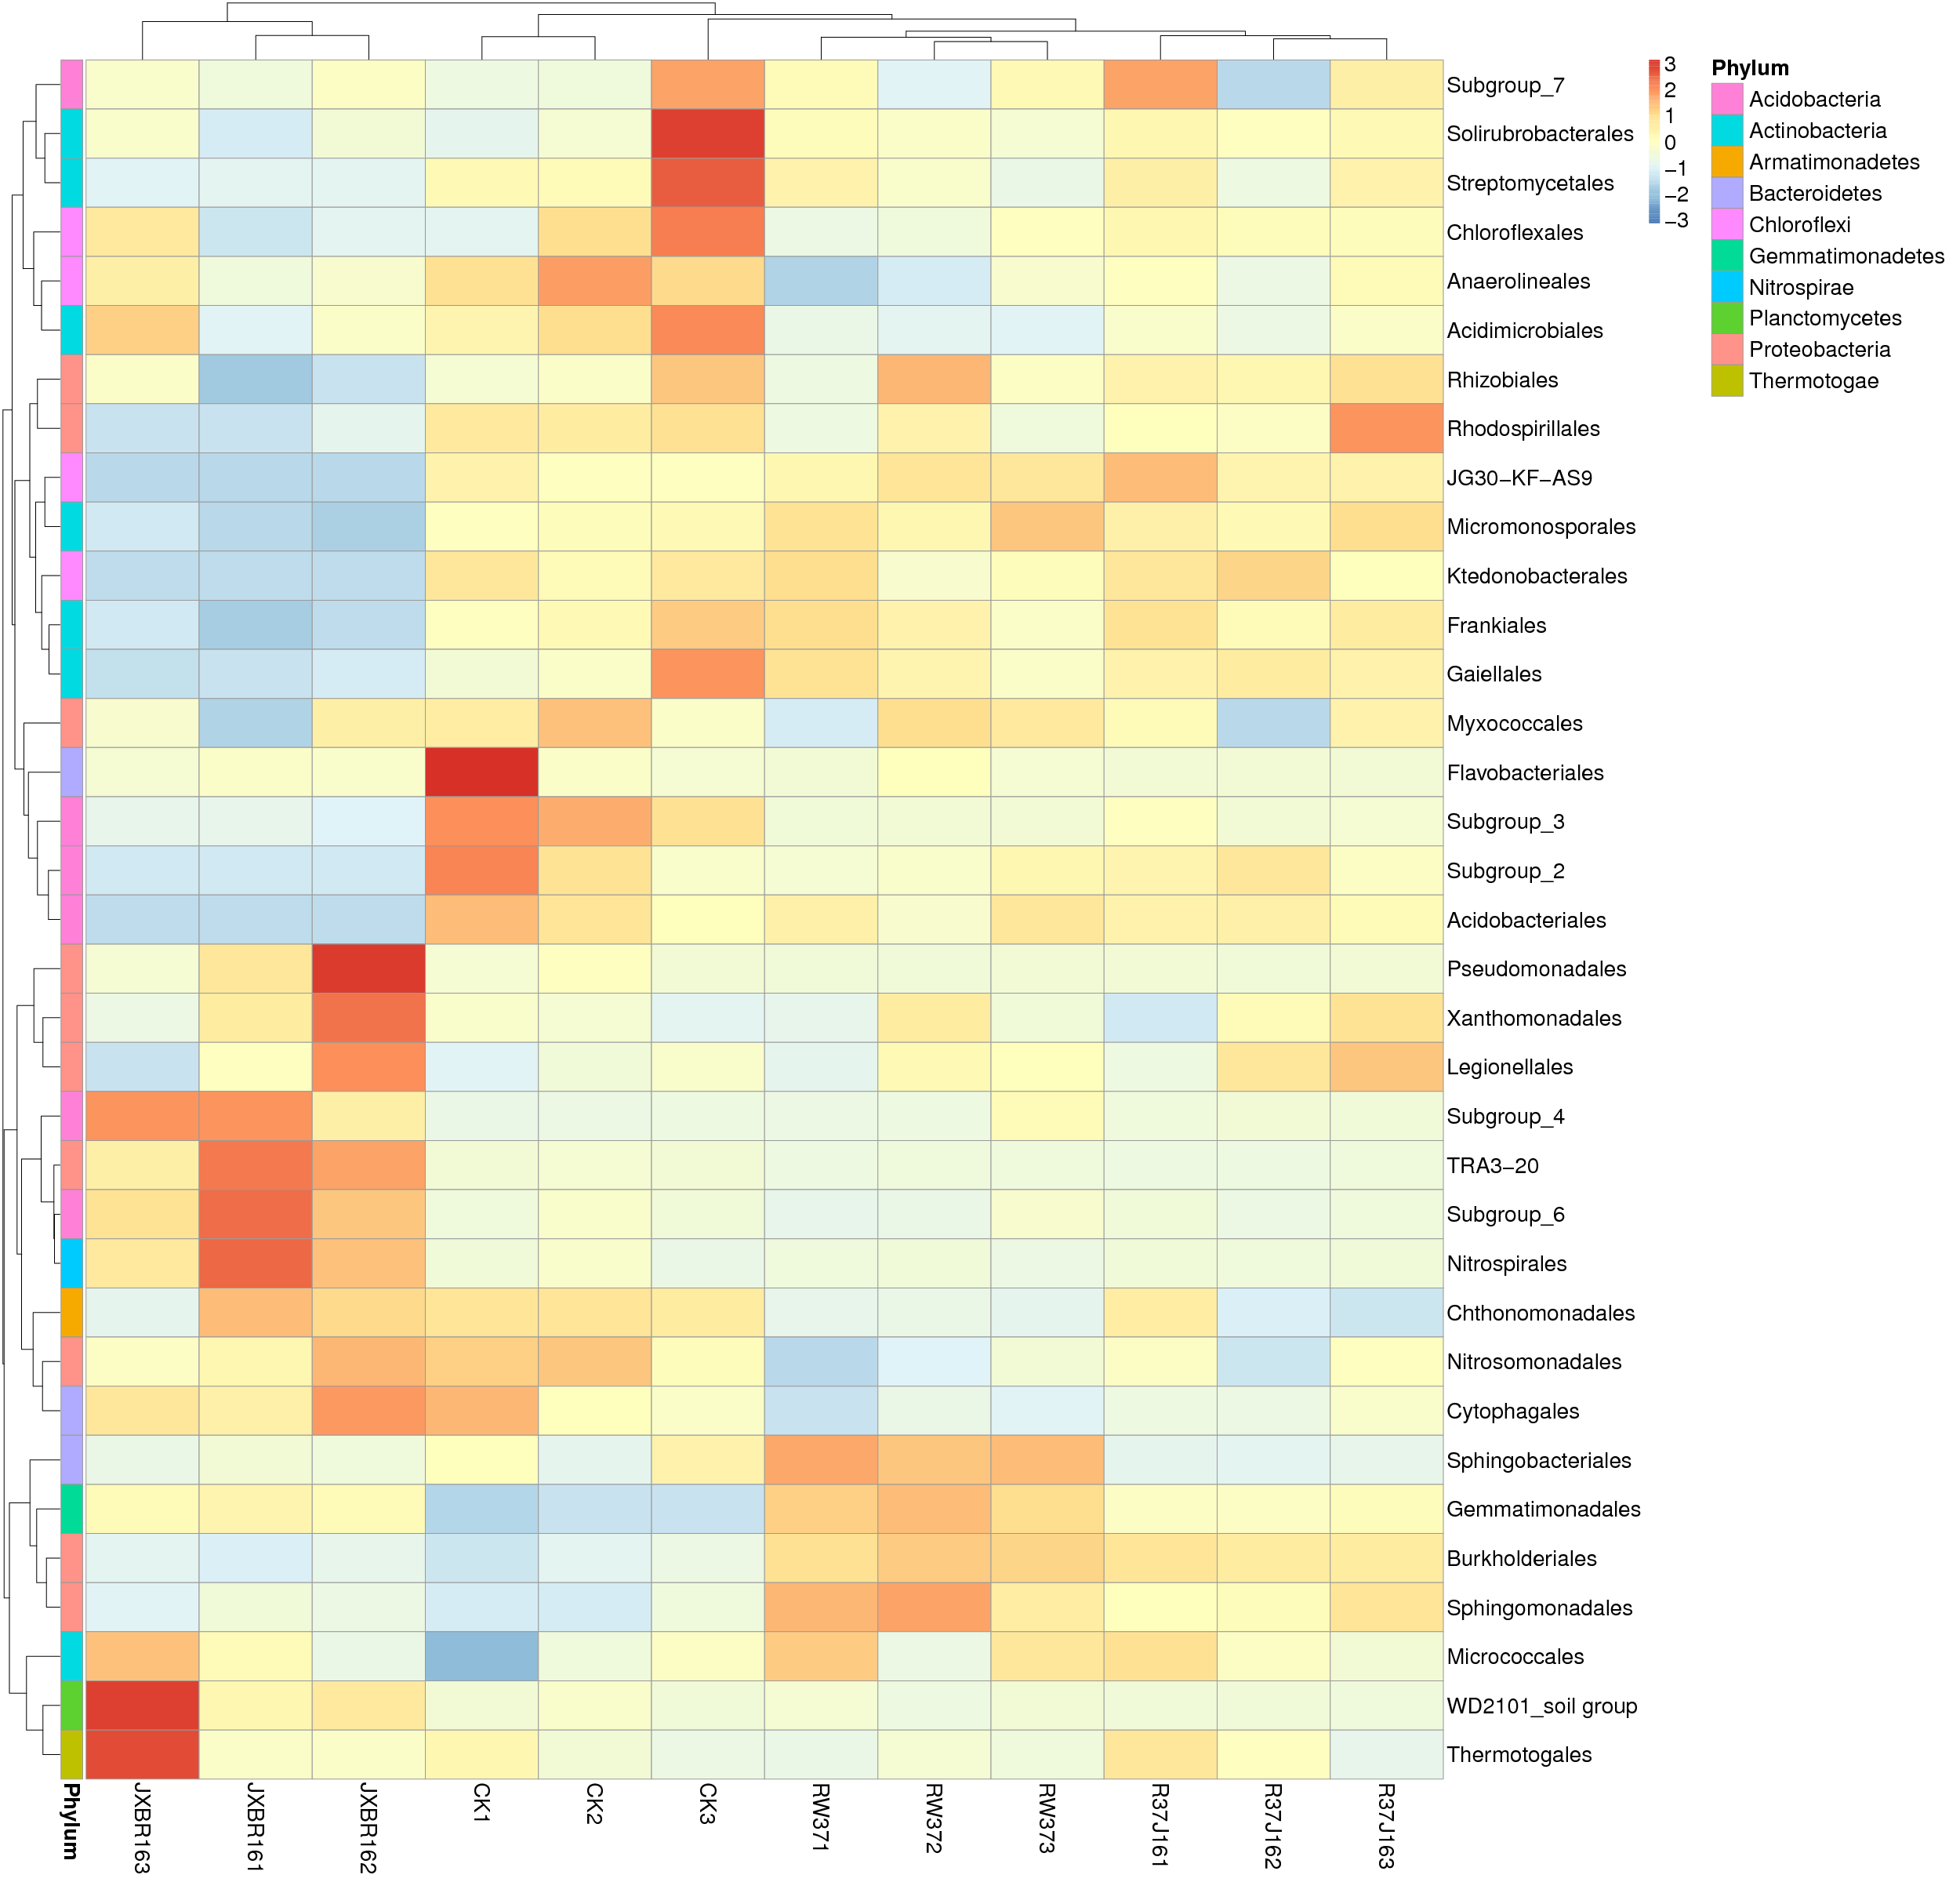 Subgroup_7
Solirubrobacterales
Streptomycetales
Chloroflexales
Anaerolineales
Acidimicrobiales
Rhizobiales
Rhodospirillales
JG30−KF−AS9
Micromonosporales
Ktedonobacterales
Frankiales
Gaiellales
Myxococcales
Flavobacteriales
Subgroup_3
Subgroup_2
Acidobacteriales
Pseudomonadales
Xanthomonadales
Legionellales
Subgroup_4
TRA3−20
Subgroup_6
Nitrospirales
Chthonomonadales
Nitrosomonadales
Cytophagales
Sphingobacteriales
Gemmatimonadales
Burkholderiales
Sphingomonadales
Micrococcales
WD2101_soil group
Thermotogales
3
2
1
0
−1
−2
−3
Phylum
Acidobacteria
Actinobacteria
Armatimonadetes
Bacteroidetes
Chloroflexi
Gemmatimonadetes
Nitrospirae
Planctomycetes
Proteobacteria
Thermotogae
Phylum
JXBR163
JXBR161
JXBR162
CK1
CK2
CK3
RW371
RW372
RW373
R37J161
R37J162
R37J163